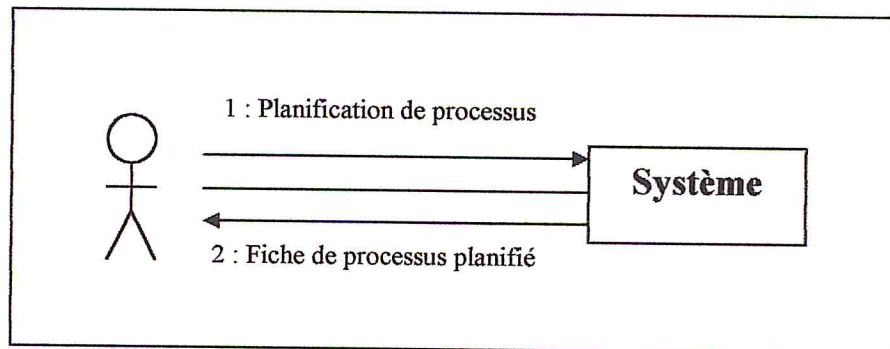 1 : Planification de processus
Système
2 : Fiche de processus planifié